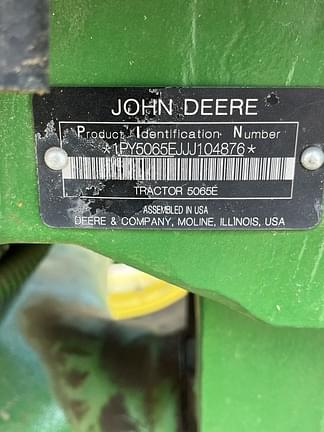 JOHN DEERE
Product Identification Number
*1PY5065EJJJ104876*
TRACTOR 5065E
ASSEMBLED IN USA
DEERE & COMPANY, MOLINE, ILLINOIS, USA